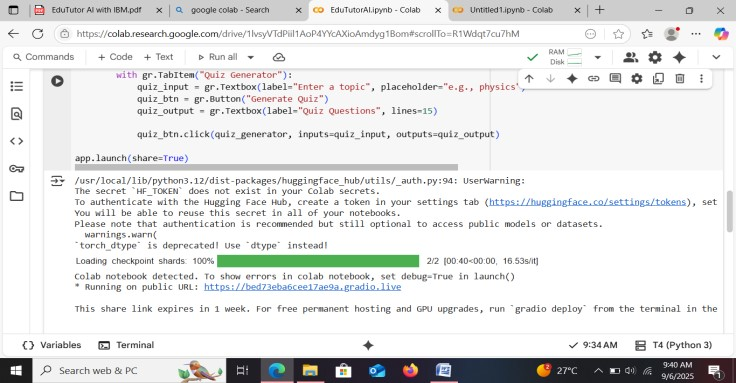 EduTutor AI with IBM.pdf
google colab - Search
EduTutorAI.ipynb - Colab
Untitled1.ipynb - Colab
https://colab.research.google.com/drive/1lvsyVTdPiil1AoP4YYcAXioAmdyg1Bom#scrollTo=R1Wdqt7cu7hM
Commands + Code + Text Run all
RAM
Disk
with gr.TabItem("Quiz Generator"):
quiz_input = gr.Textbox(label="Enter a topic", placeholder="e.g., physics")
quiz_btn = gr.Button("Generate Quiz")
quiz_output = gr.Textbox(label="Quiz Questions", lines=15)
quiz_btn.click(quiz_generator, inputs=quiz_input, outputs=quiz_output)
app.launch(share=True)
/usr/local/lib/python3.12/dist-packages/huggingface_hub/utils/_auth.py:94: UserWarning:
The secret `HF_TOKEN` does not exist in your Colab secrets.
To authenticate with the Hugging Face Hub, create a token in your settings tab (https://huggingface.co/settings/tokens), set
You will be able to reuse this secret in all of your notebooks.
Please note that authentication is recommended but still optional to access public models or datasets.
warnings.warn(
`torch_dtype` is deprecated! Use `dtype` instead!
Loading checkpoint shards: 100% 2/2 [00:40<00:00, 16.53s/it]
Colab notebook detected. To show errors in colab notebook, set debug=True in launch()
* Running on public URL: https://bed73eba6cee17ae9a.gradio.live
This share link expires in 1 week. For free permanent hosting and GPU upgrades, run `gradio deploy` from the terminal in the
Variables Terminal 9:34 AM T4 (Python 3)
Search web & PC 27°C 9:40 AM
9/6/2025